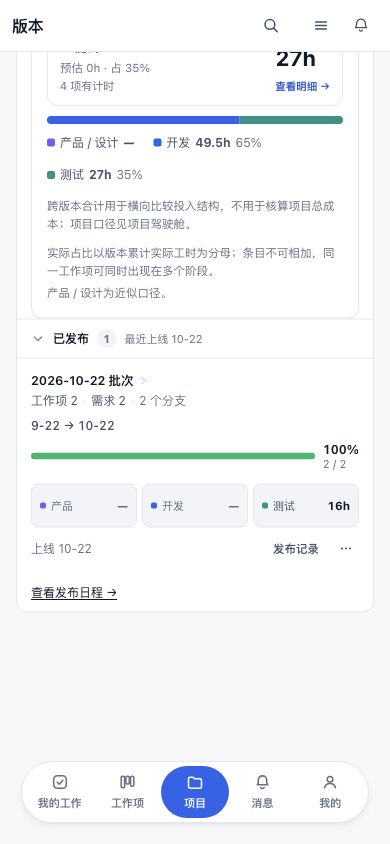 版本
27h
预估 0h · 占 35%
4 项有计时
查看明细 →
产品 / 设计 — 开发 49.5h 65%
测试 27h 35%
跨版本合计用于横向比较投入结构，不用于核算项目总成
本；项目口径见项目驾驶舱。
实际占比以版本累计实际工时为分母；条目不可相加，同
一工作项可同时出现在多个阶段。
产品 / 设计为近似口径。
已发布 1 最近上线 10-22
2026-10-22 批次
工作项 2 · 需求 2 · 2 个分支
9-22 → 10-22
100%
2 / 2
产品 — 开发 — 测试 16h
上线 10-22 发布记录 ···
查看发布日程 →
我的工作 工作项 项目 消息 我的